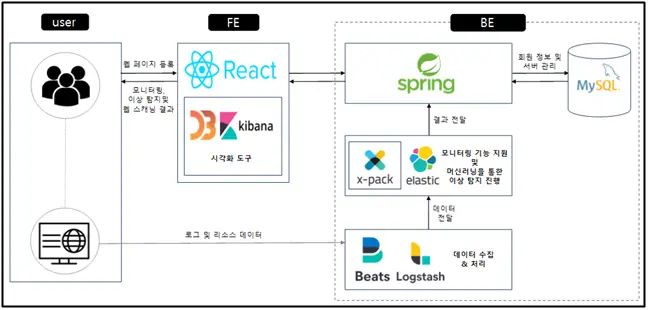 user
FE
BE
웹 페이지 등록
모니터링,
이상 탐지및
웹 스캐닝 결과
React
D3
kibana
시각화 도구
spring
회원 정보 및
서버 관리
MySQL
결과 전달
x-pack
elastic
모니터링 기능 지원
및
머신러닝을 통한
이상 탐지 진행
데이터
전달
로그 및 리소스 데이터
Beats
Logstash
데이터 수집
& 처리